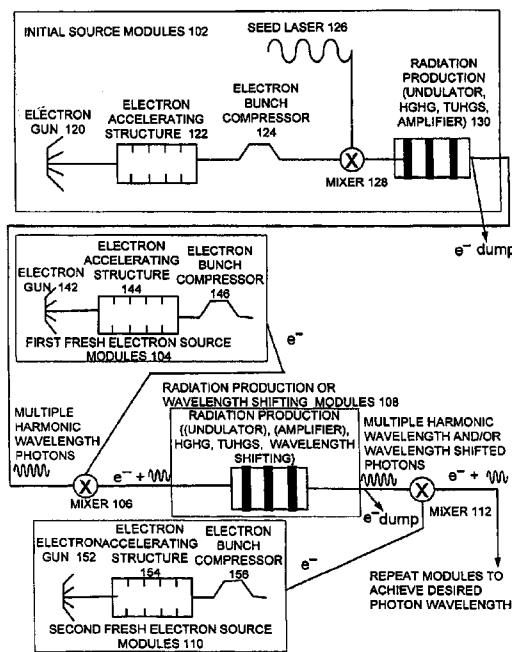 INITIAL SOURCE MODULES 102
SEED LASER 126
ELECTRON
GUN 120
ELECTRON
ACCELERATING
STRUCTURE 122
ELECTRON
BUNCH
COMPRESSOR
124
X
MIXER 128
RADIATION
PRODUCTION
(UNDULATOR,
HGHG, TUHGS,
AMPLIFIER) 130
e⁻ dump
ELECTRON
GUN 142
ELECTRON
ACCELERATING
STRUCTURE
144
ELECTRON
BUNCH
COMPRESSOR
146
FIRST FRESH ELECTRON SOURCE
MODULES 104
e⁻
RADIATION PRODUCTION OR
WAVELENGTH SHIFTING MODULES 108
MULTIPLE
HARMONIC
WAVELENGTH
PHOTONS
X
MIXER 106
e⁻ +
RADIATION PRODUCTION
{(UNDULATOR), (AMPLIFIER),
HGHG, TUHGS, WAVELENGTH
SHIFTING}
MULTIPLE HARMONIC
WAVELENGTH AND/OR
WAVELENGTH SHIFTED
PHOTONS
e⁻ +
X
MIXER 112
e⁻ dump
ELECTRON
GUN 152
ELECTRON
ACCELERATING
STRUCTURE
154
ELECTRON
BUNCH
COMPRESSOR
156
e⁻
SECOND FRESH ELECTRON SOURCE
MODULES 110
REPEAT MODULES TO
ACHIEVE DESIRED
PHOTON WAVELENGTH